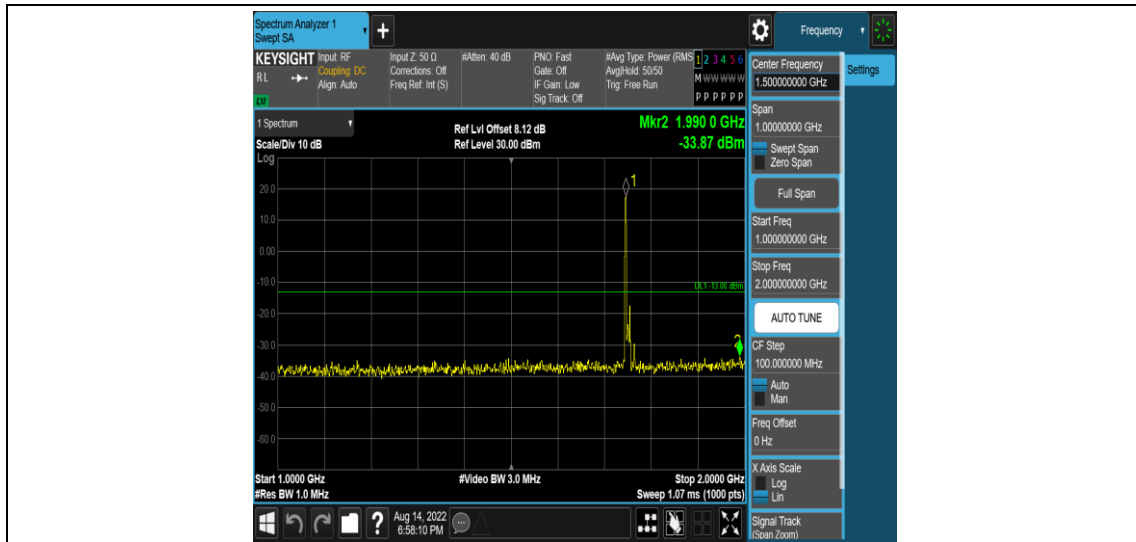 Spectrum Analyzer 1
Swept SA
+
Frequency
KEYSIGHT
RL
LXI
Input: RF
Coupling: DC
Align: Auto
Input Z: 50 Ω
Corrections: Off
Freq Ref: Int (S)
#Atten: 40 dB
PNO: Fast
Gate: Off
IF Gain: Low
Sig Track: Off
#Avg Type: Power (RMS
Avg|Hold: 50/50
Trig: Free Run
1 2 3 4 5 6
M W W W W W
P P P P P P
1 Spectrum
Scale/Div 10 dB
Ref Lvl Offset 8.12 dB
Ref Level 30.00 dBm
Mkr2 1.990 0 GHz
-33.87 dBm
Log
20.0
10.0
0.00
-10.0
-20.0
-30.0
-40.0
-50.0
-60.0
1
DL1 -13.00 dBm
2
Start 1.0000 GHz
#Res BW 1.0 MHz
#Video BW 3.0 MHz
Stop 2.0000 GHz
Sweep 1.07 ms (1000 pts)
?
Aug 14, 2022
6:58:10 PM
Center Frequency
1.500000000 GHz
Settings
Span
1.00000000 GHz
Swept Span
Zero Span
Full Span
Start Freq
1.000000000 GHz
Stop Freq
2.000000000 GHz
AUTO TUNE
CF Step
100.000000 MHz
Auto
Man
Freq Offset
0 Hz
X Axis Scale
Log
Lin
Signal Track
(Span Zoom)